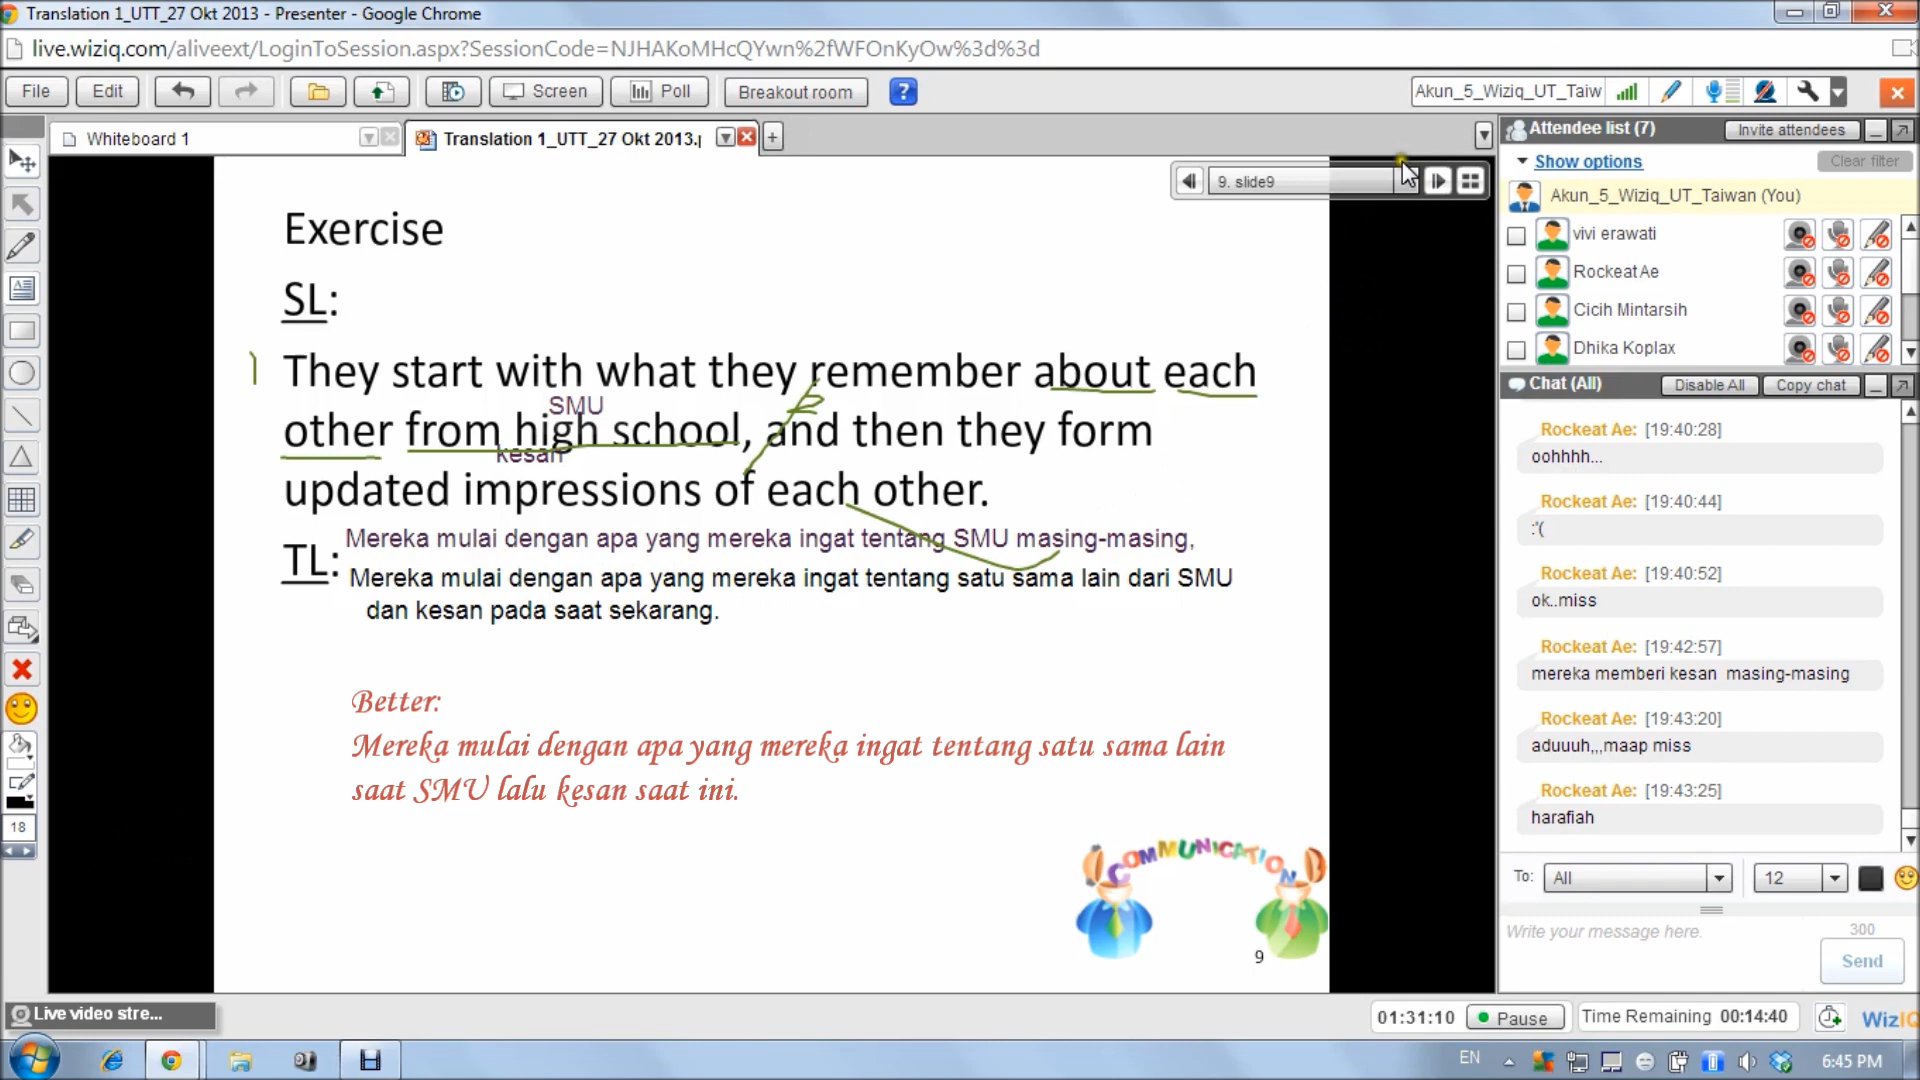 Translation 1_UTT_27 Okt 2013 - Presenter - Google Chrome
live.wiziq.com/aliveext/LoginToSession.aspx?SessionCode=NJHAKoMHcQYwn%2fWFOnKyOw%3d%3d
File Edit Screen Poll Breakout room ? Akun_5_Wiziq_UT_Taiw
Whiteboard 1 Translation 1_UTT_27 Okt 2013.p
9. slide9
Exercise
SL:
1 They start with what they remember about each
SMU
other from high school, and then they form
kesan
updated impressions of each other.
TL: Mereka mulai dengan apa yang mereka ingat tentang SMU masing-masing,
Mereka mulai dengan apa yang mereka ingat tentang satu sama lain dari SMU
dan kesan pada saat sekarang.
Better:
Mereka mulai dengan apa yang mereka ingat tentang satu sama lain
saat SMU lalu kesan saat ini.
COMMUNICATION
9
18
Attendee list (7) Invite attendees
Show options Clear filter
Akun_5_Wiziq_UT_Taiwan (You)
vivi erawati
Rockeat Ae
Cicih Mintarsih
Dhika Koplax
Chat (All) Disable All Copy chat
Rockeat Ae: [19:40:28]
oohhhh...
Rockeat Ae: [19:40:44]
:'(
Rockeat Ae: [19:40:52]
ok..miss
Rockeat Ae: [19:42:57]
mereka memberi kesan masing-masing
Rockeat Ae: [19:43:20]
aduuuh,,,maap miss
Rockeat Ae: [19:43:25]
harafiah
To: All 12
Write your message here. 300
Send
Live video stre...
01:31:10 Pause Time Remaining 00:14:40 WizIQ
EN 6:45 PM